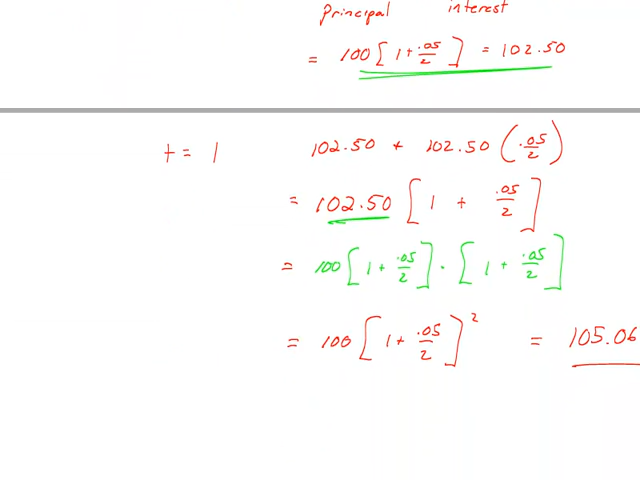 principal interest
= 100 [ 1 + .05/2 ] = 102.50
t = 1 102.50 + 102.50 ( .05/2 )
= 102.50 [ 1 + .05/2 ]
= 100 [ 1 + .05/2 ] · [ 1 + .05/2 ]
= 100 [ 1 + .05/2 ]² = 105.06